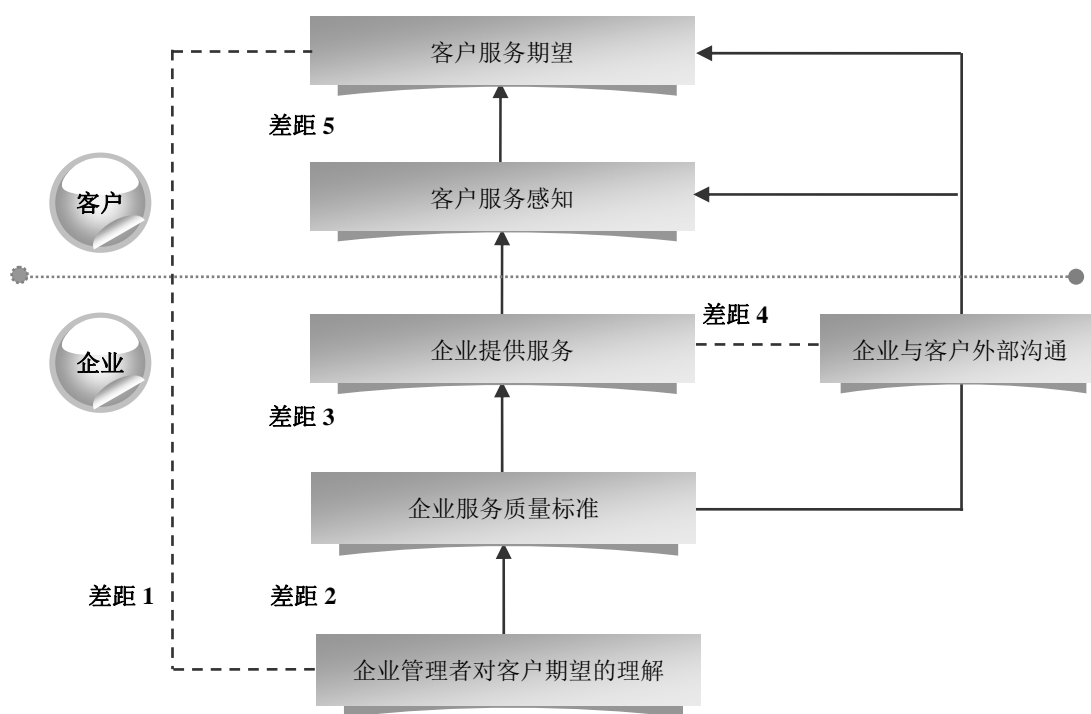 客户服务期望
差距 5
客户
客户服务感知
差距 4
企业
企业提供服务
企业与客户外部沟通
差距 3
企业服务质量标准
差距 1
差距 2
企业管理者对客户期望的理解